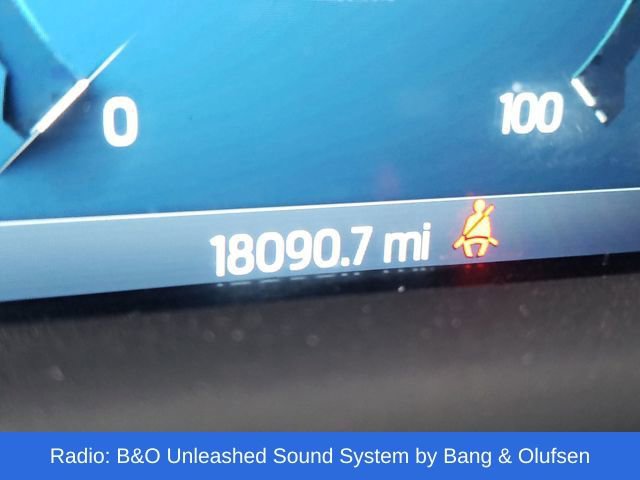 0
100
18090.7 mi
Radio: B&O Unleashed Sound System by Bang & Olufsen